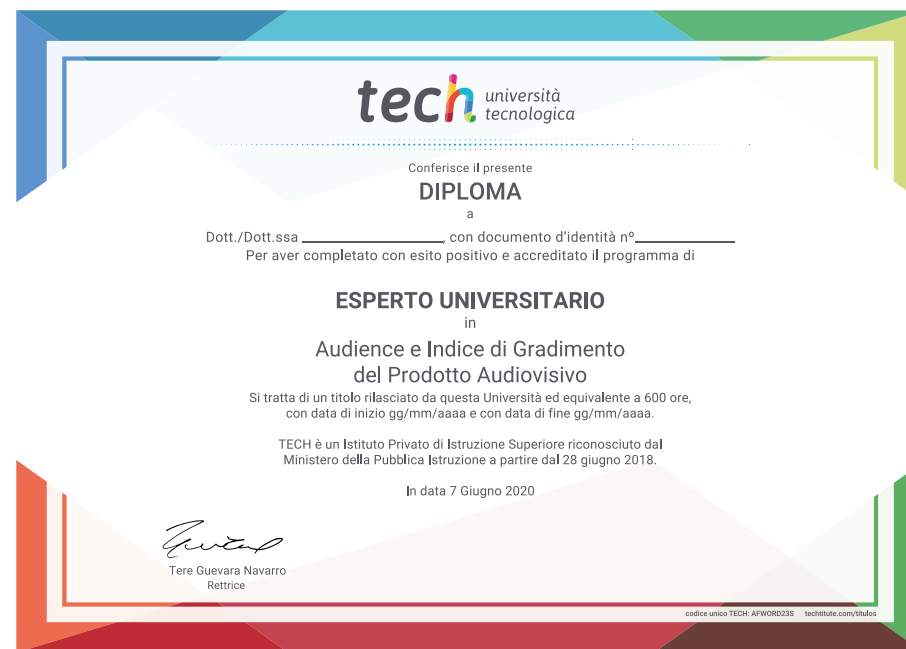 tech università
tecnologica
Conferisce il presente
DIPLOMA
a
Dott./Dott.ssa ____________, con documento d'identità nº____________
Per aver completato con esito positivo e accreditato il programma di
ESPERTO UNIVERSITARIO
in
Audience e Indice di Gradimento
del Prodotto Audiovisivo
Si tratta di un titolo rilasciato da questa Università ed equivalente a 600 ore,
con data di inizio gg/mm/aaaa e con data di fine gg/mm/aaaa.
TECH è un Istituto Privato di Istruzione Superiore riconosciuto dal
Ministero della Pubblica Istruzione a partire dal 28 giugno 2018.
In data 7 Giugno 2020
Tere Guevara Navarro
Rettrice
codice unico TECH: AFWORD23S techtitute.com/titulos